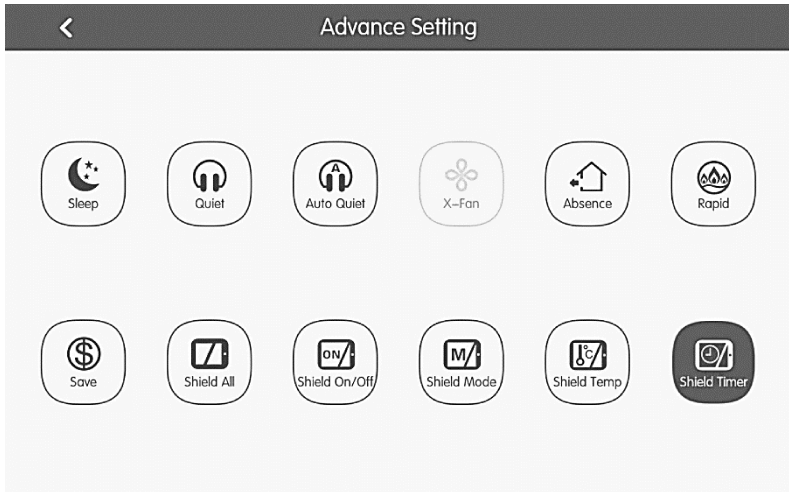 Advance Setting
Sleep
Quiet
A
Auto Quiet
X-Fan
Absence
Rapid
$
Save
Shield All
ON/
Shield On/Off
M/
Shield Mode
°C
Shield Temp
Shield Timer